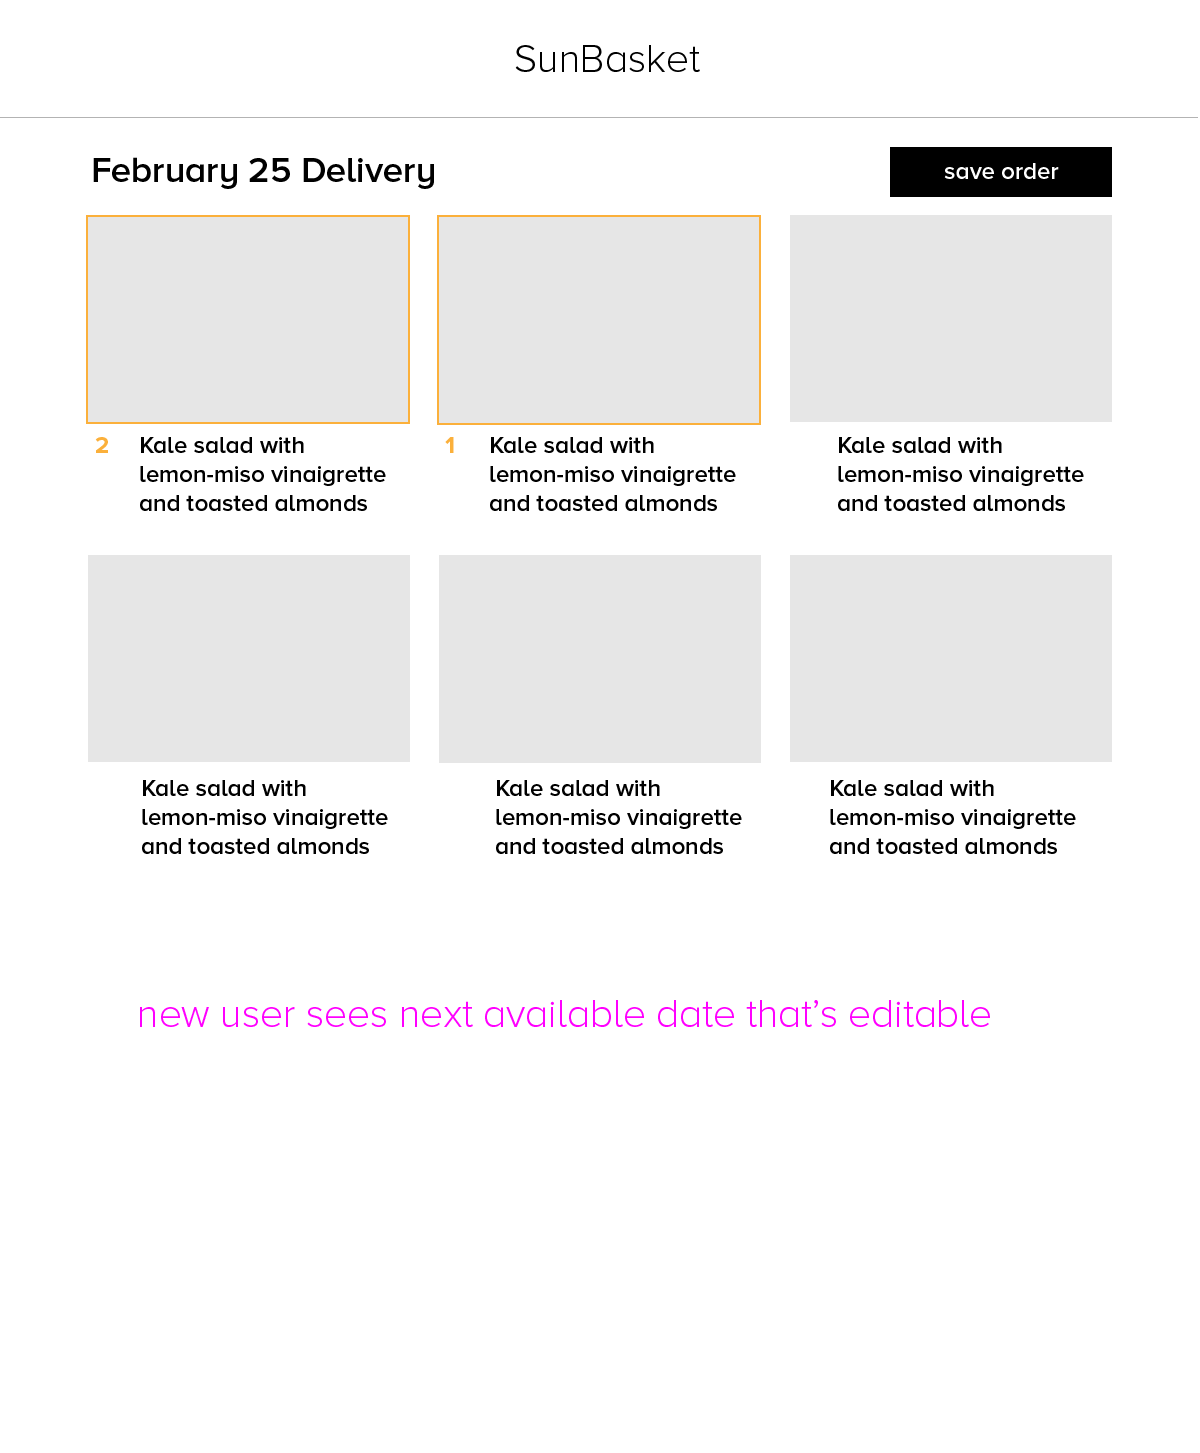 SunBasket
February 25 Delivery
save order
2 Kale salad with
lemon-miso vinaigrette
and toasted almonds
1 Kale salad with
lemon-miso vinaigrette
and toasted almonds
Kale salad with
lemon-miso vinaigrette
and toasted almonds
Kale salad with
lemon-miso vinaigrette
and toasted almonds
Kale salad with
lemon-miso vinaigrette
and toasted almonds
Kale salad with
lemon-miso vinaigrette
and toasted almonds
new user sees next available date that’s editable